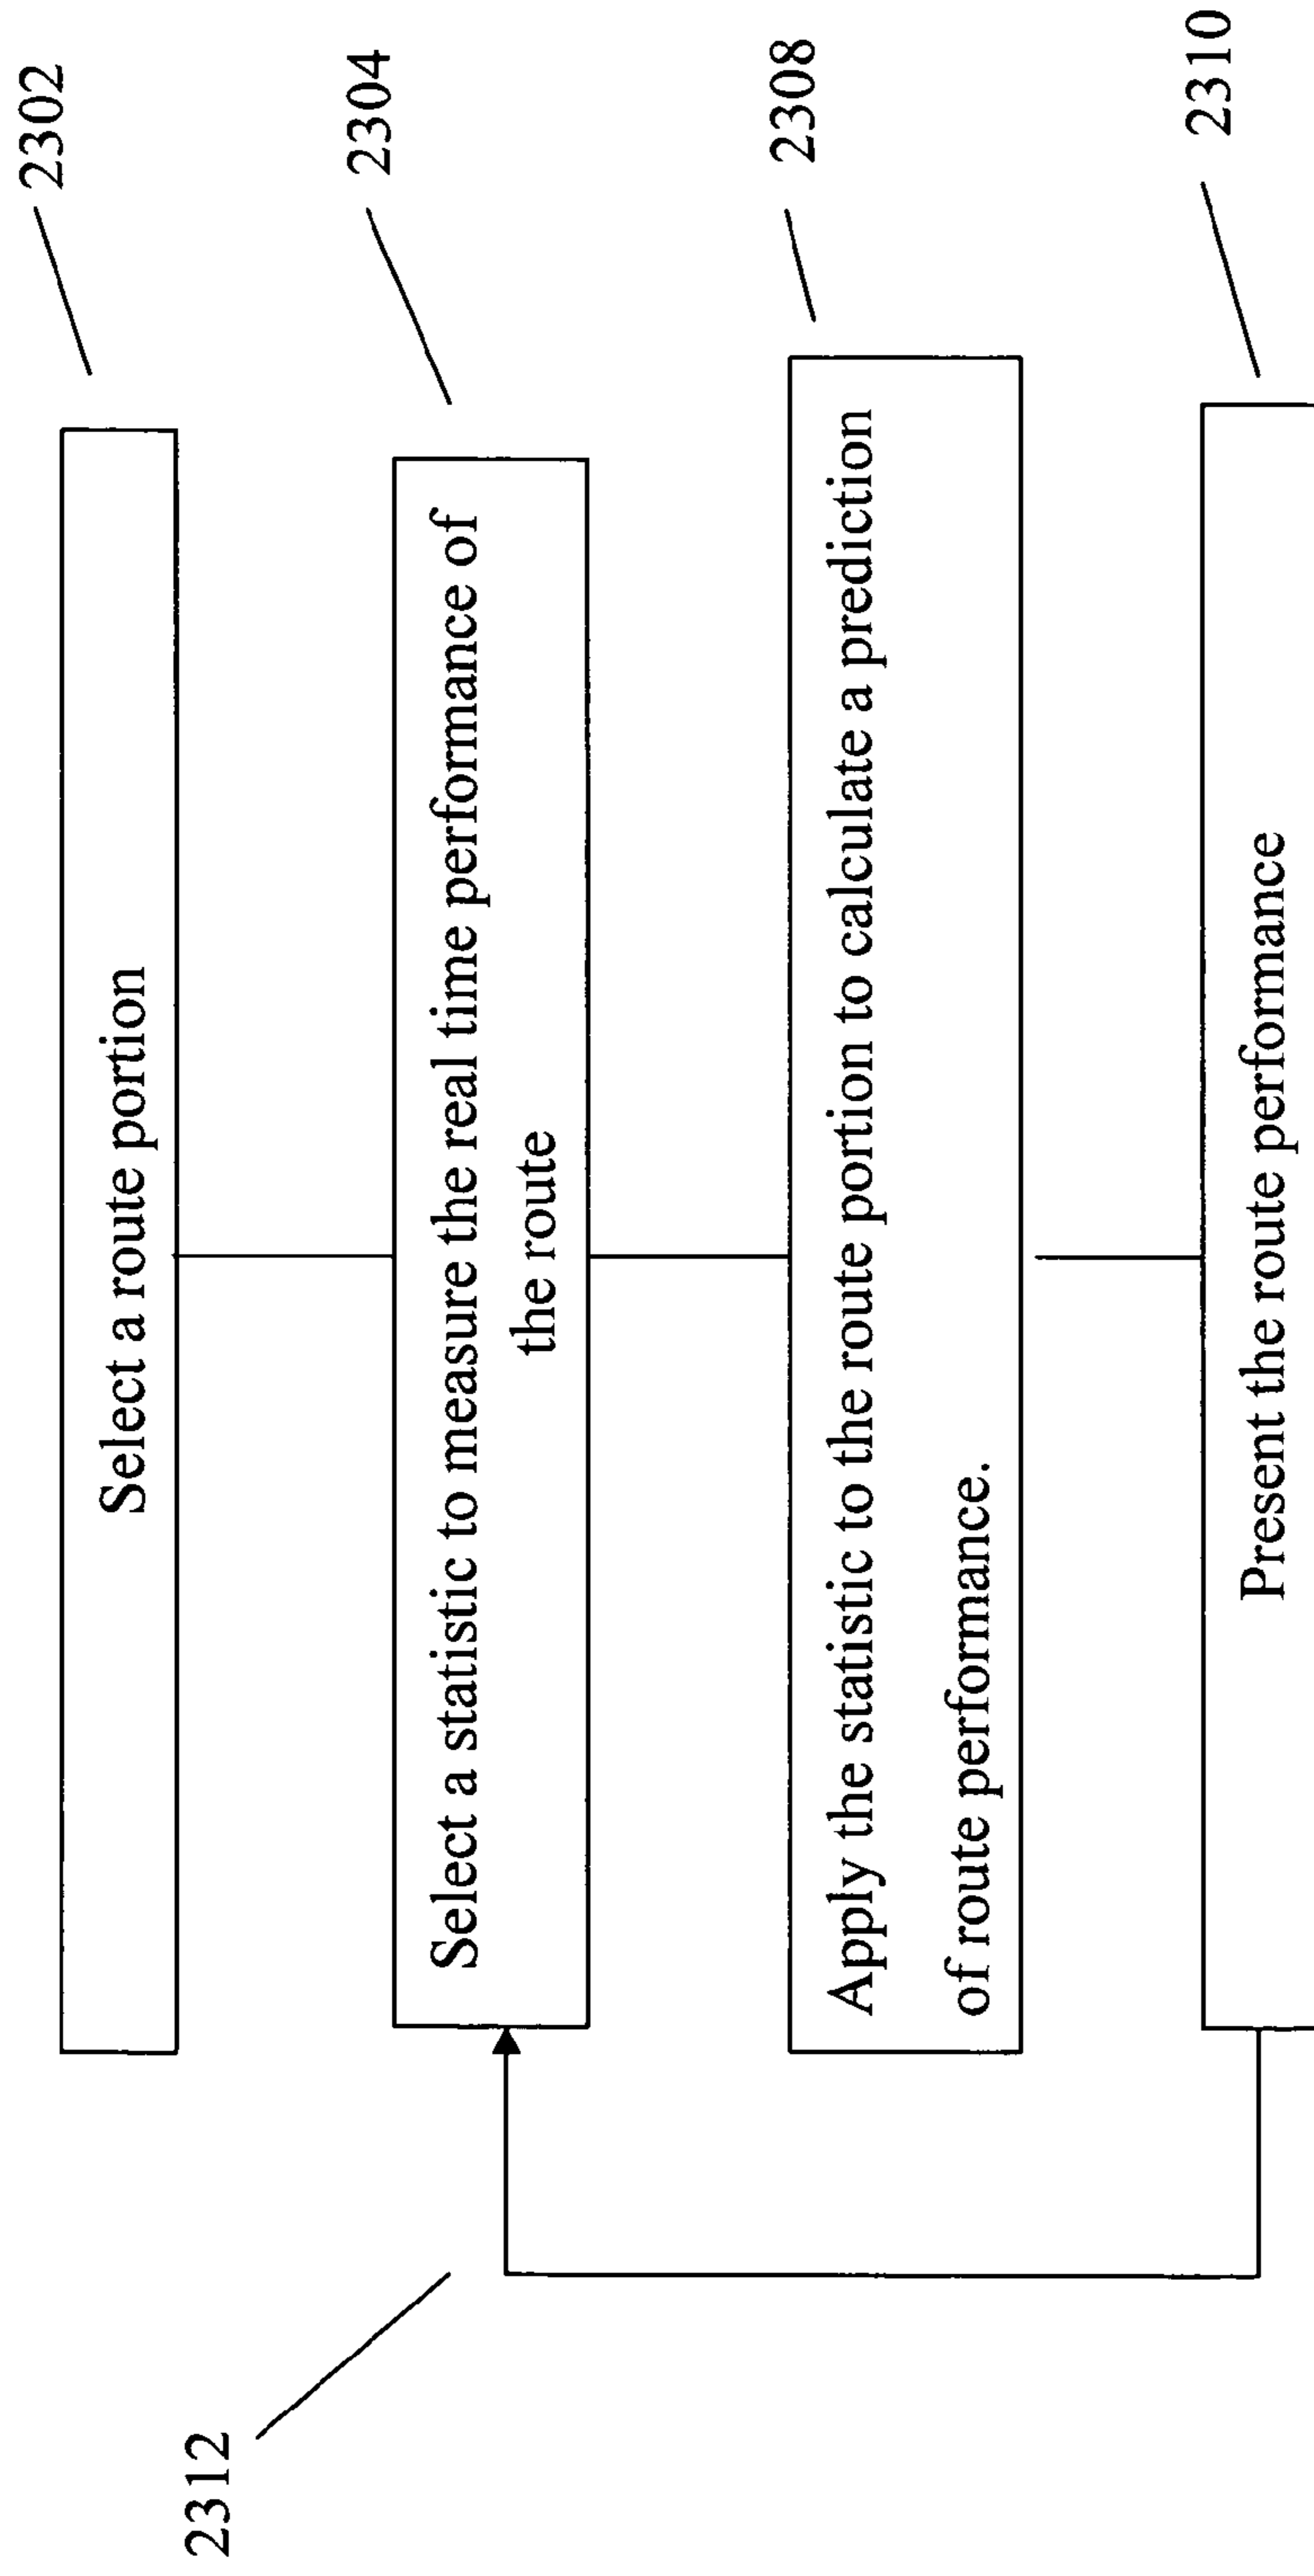 2302
Select a route portion
2304
Select a statistic to measure the real time performance of
the route
2308
Apply the statistic to the route portion to calculate a prediction
of route performance.
2310
Present the route performance
2312